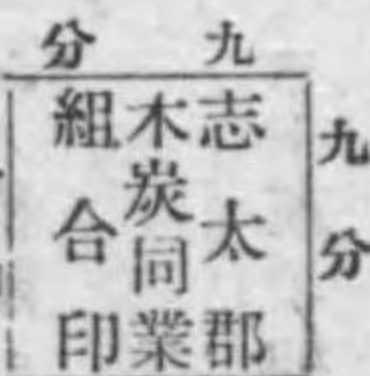 九分
志太郡
木炭同業
組合印
九分